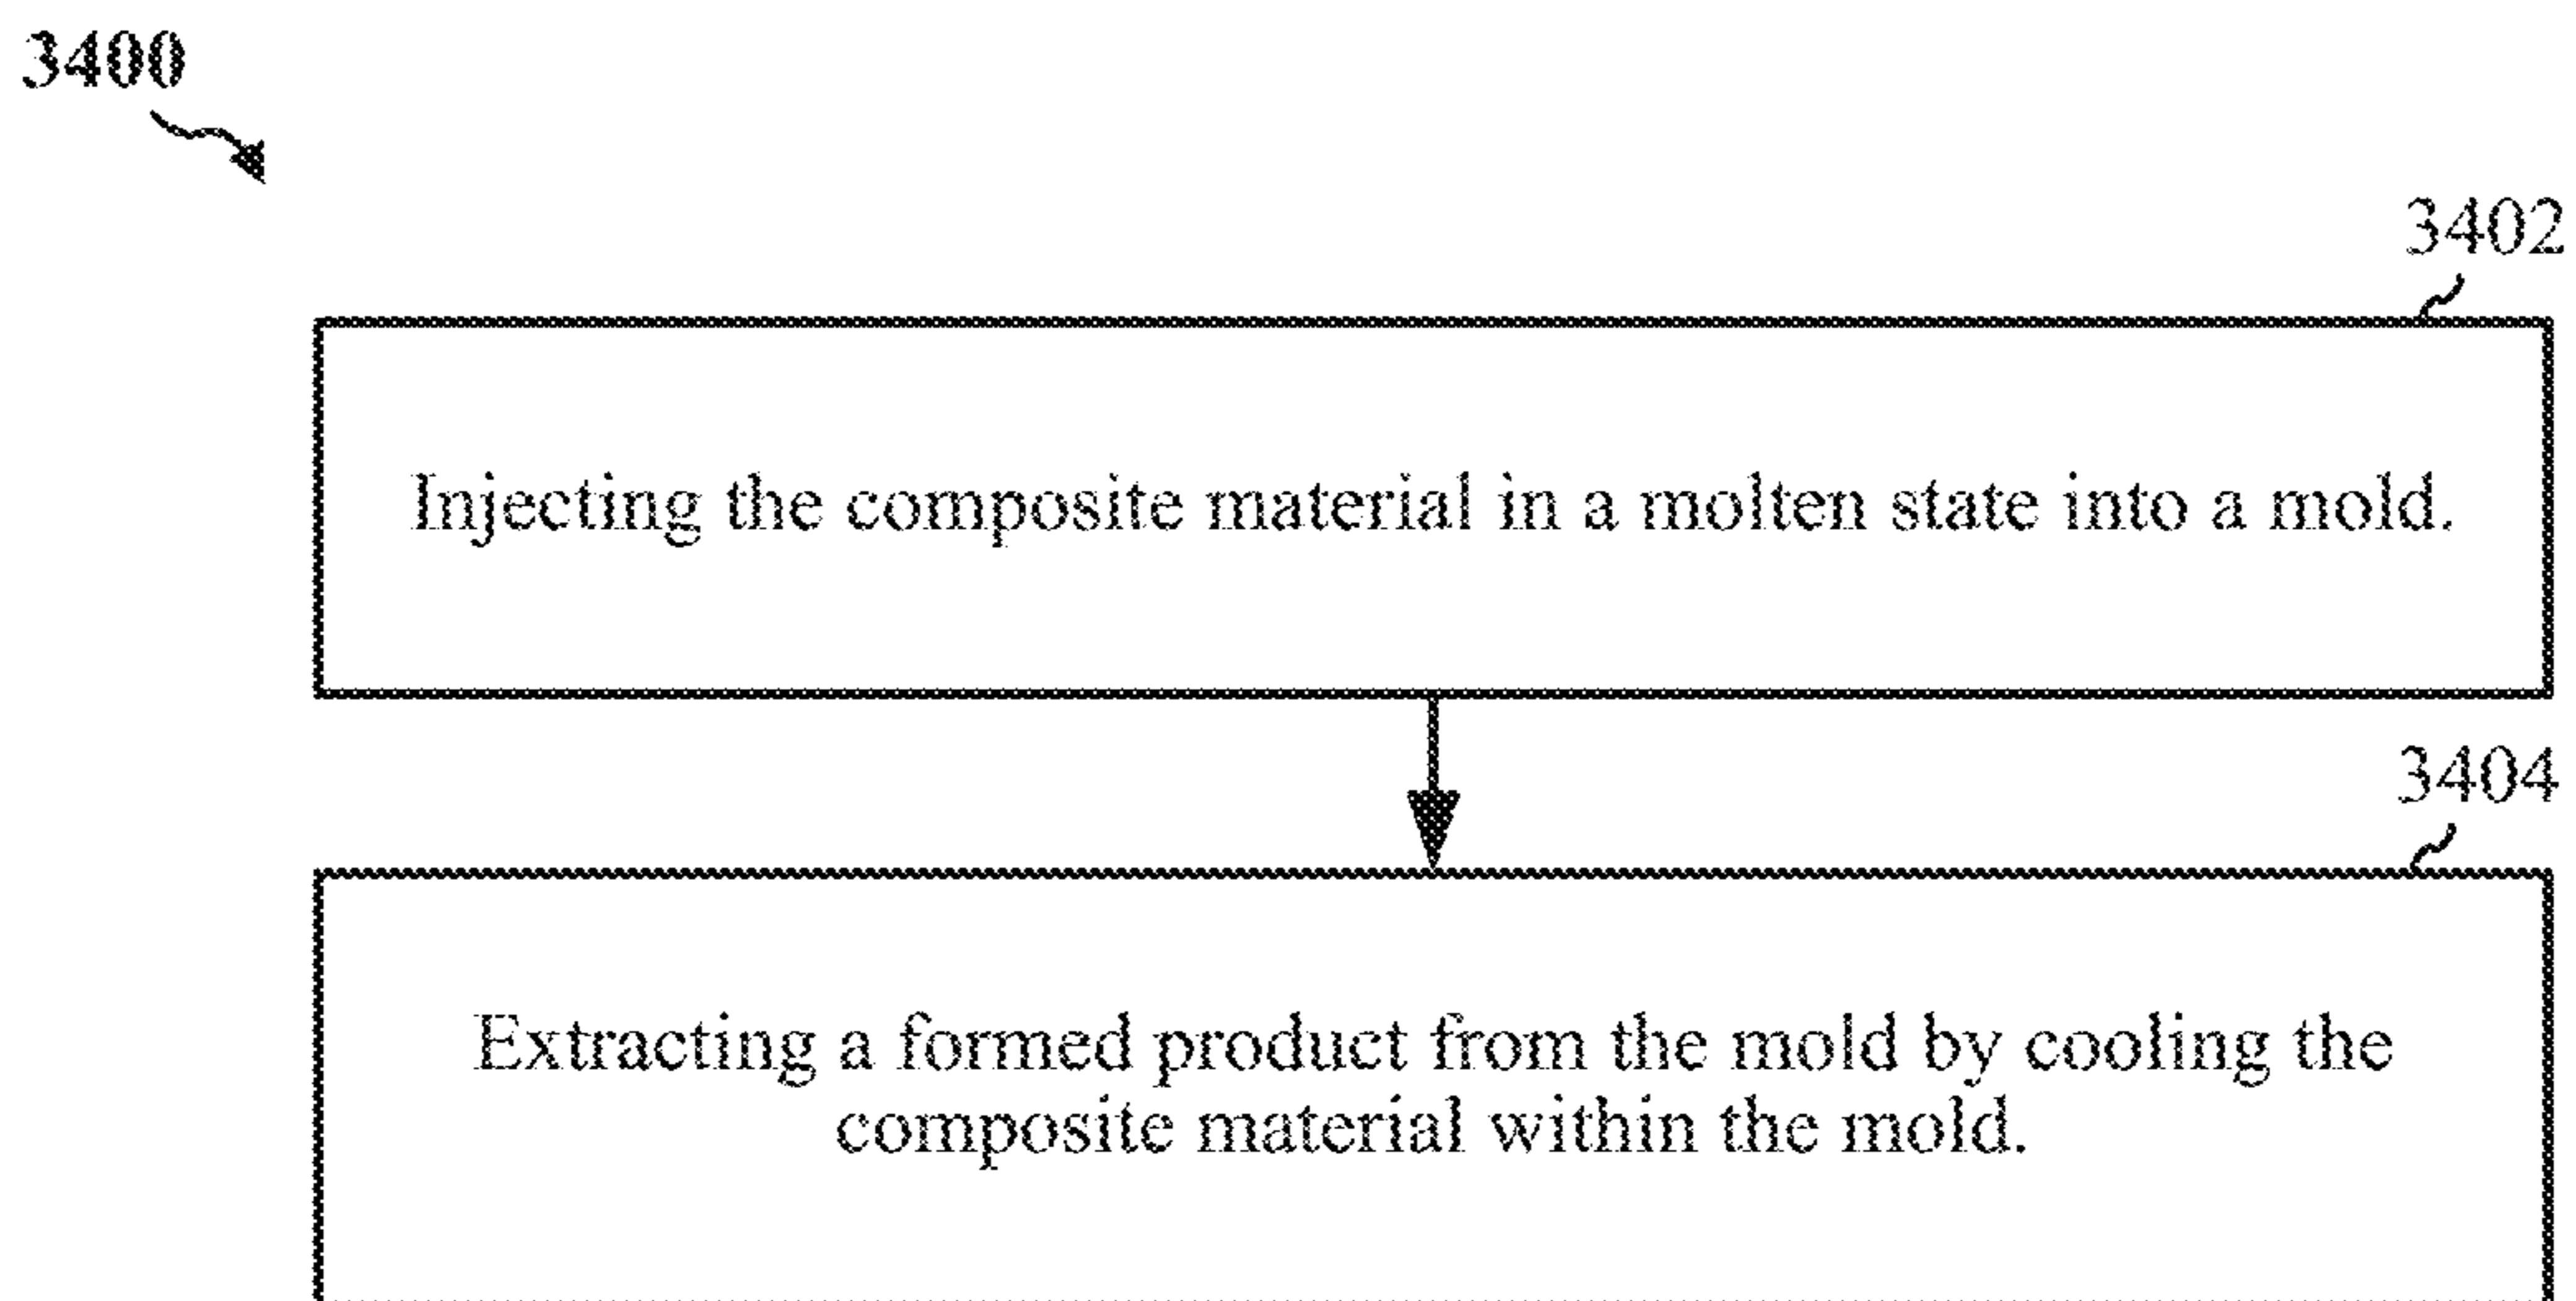 3400
3402
Injecting the composite material in a molten state into a mold.
3404
Extracting a formed product from the mold by cooling the
composite material within the mold.